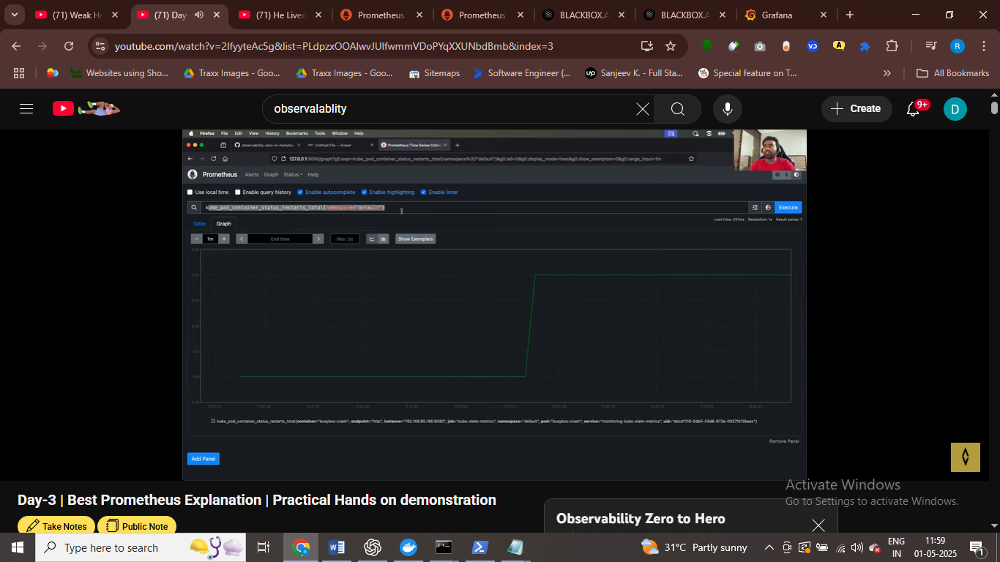 (71) Weak He
(71) Day-
(71) He Lived
Prometheus
Prometheus
BLACKBOX.A
BLACKBOX.A
Grafana
youtube.com/watch?v=2IfyyteAc5g&list=PLdpzxOOAlwvJUIfwmmVDoPYqXXUNbdBmb&index=3
Websites using Sho...
Traxx Images - Goo...
Traxx Images - Goo...
Sitemaps
Software Engineer (...
Sanjeev K. - Full Sta...
Special feature on T...
All Bookmarks
observalablity
Create
9+
D
Firefox File Edit View History Bookmarks Tools Window Help
Untitled File — Eraser
Prometheus Time Series Collec
127.0.0.1:9090/graph?g0.expr=kube_pod_container_status_restarts_total{namespace%3D"default"}&g0.tab=0&g0.display_mode=lines&g0.show_exemplars=0&g0.range_input=1m
Prometheus Alerts Graph Status Help
Use local time Enable query history Enable autocomplete Enable highlighting Enable linter
kube_pod_container_status_restarts_total{namespace="default"}
Execute
Load time: 231ms Resolution: 1s Result series: 1
Table Graph
1m End time Res. (s) Show Exemplars
kube_pod_container_status_restarts_total{container="busybox-crash", endpoint="http", instance="192.168.95.186:8080", job="kube-state-metrics", namespace="default", pod="busybox-crash", service="monitoring-kube-state-metrics", uid="ebcd1118-5db5-43d8-873e-0927fb13beac"}
Remove Panel
Add Panel
Day-3 | Best Prometheus Explanation | Practical Hands on demonstration
Take Notes
Public Note
Observability Zero to Hero
Activate Windows
Go to Settings to activate Windows.
Type here to search
31°C Partly sunny
ENG
IN
11:59
01-05-2025
1